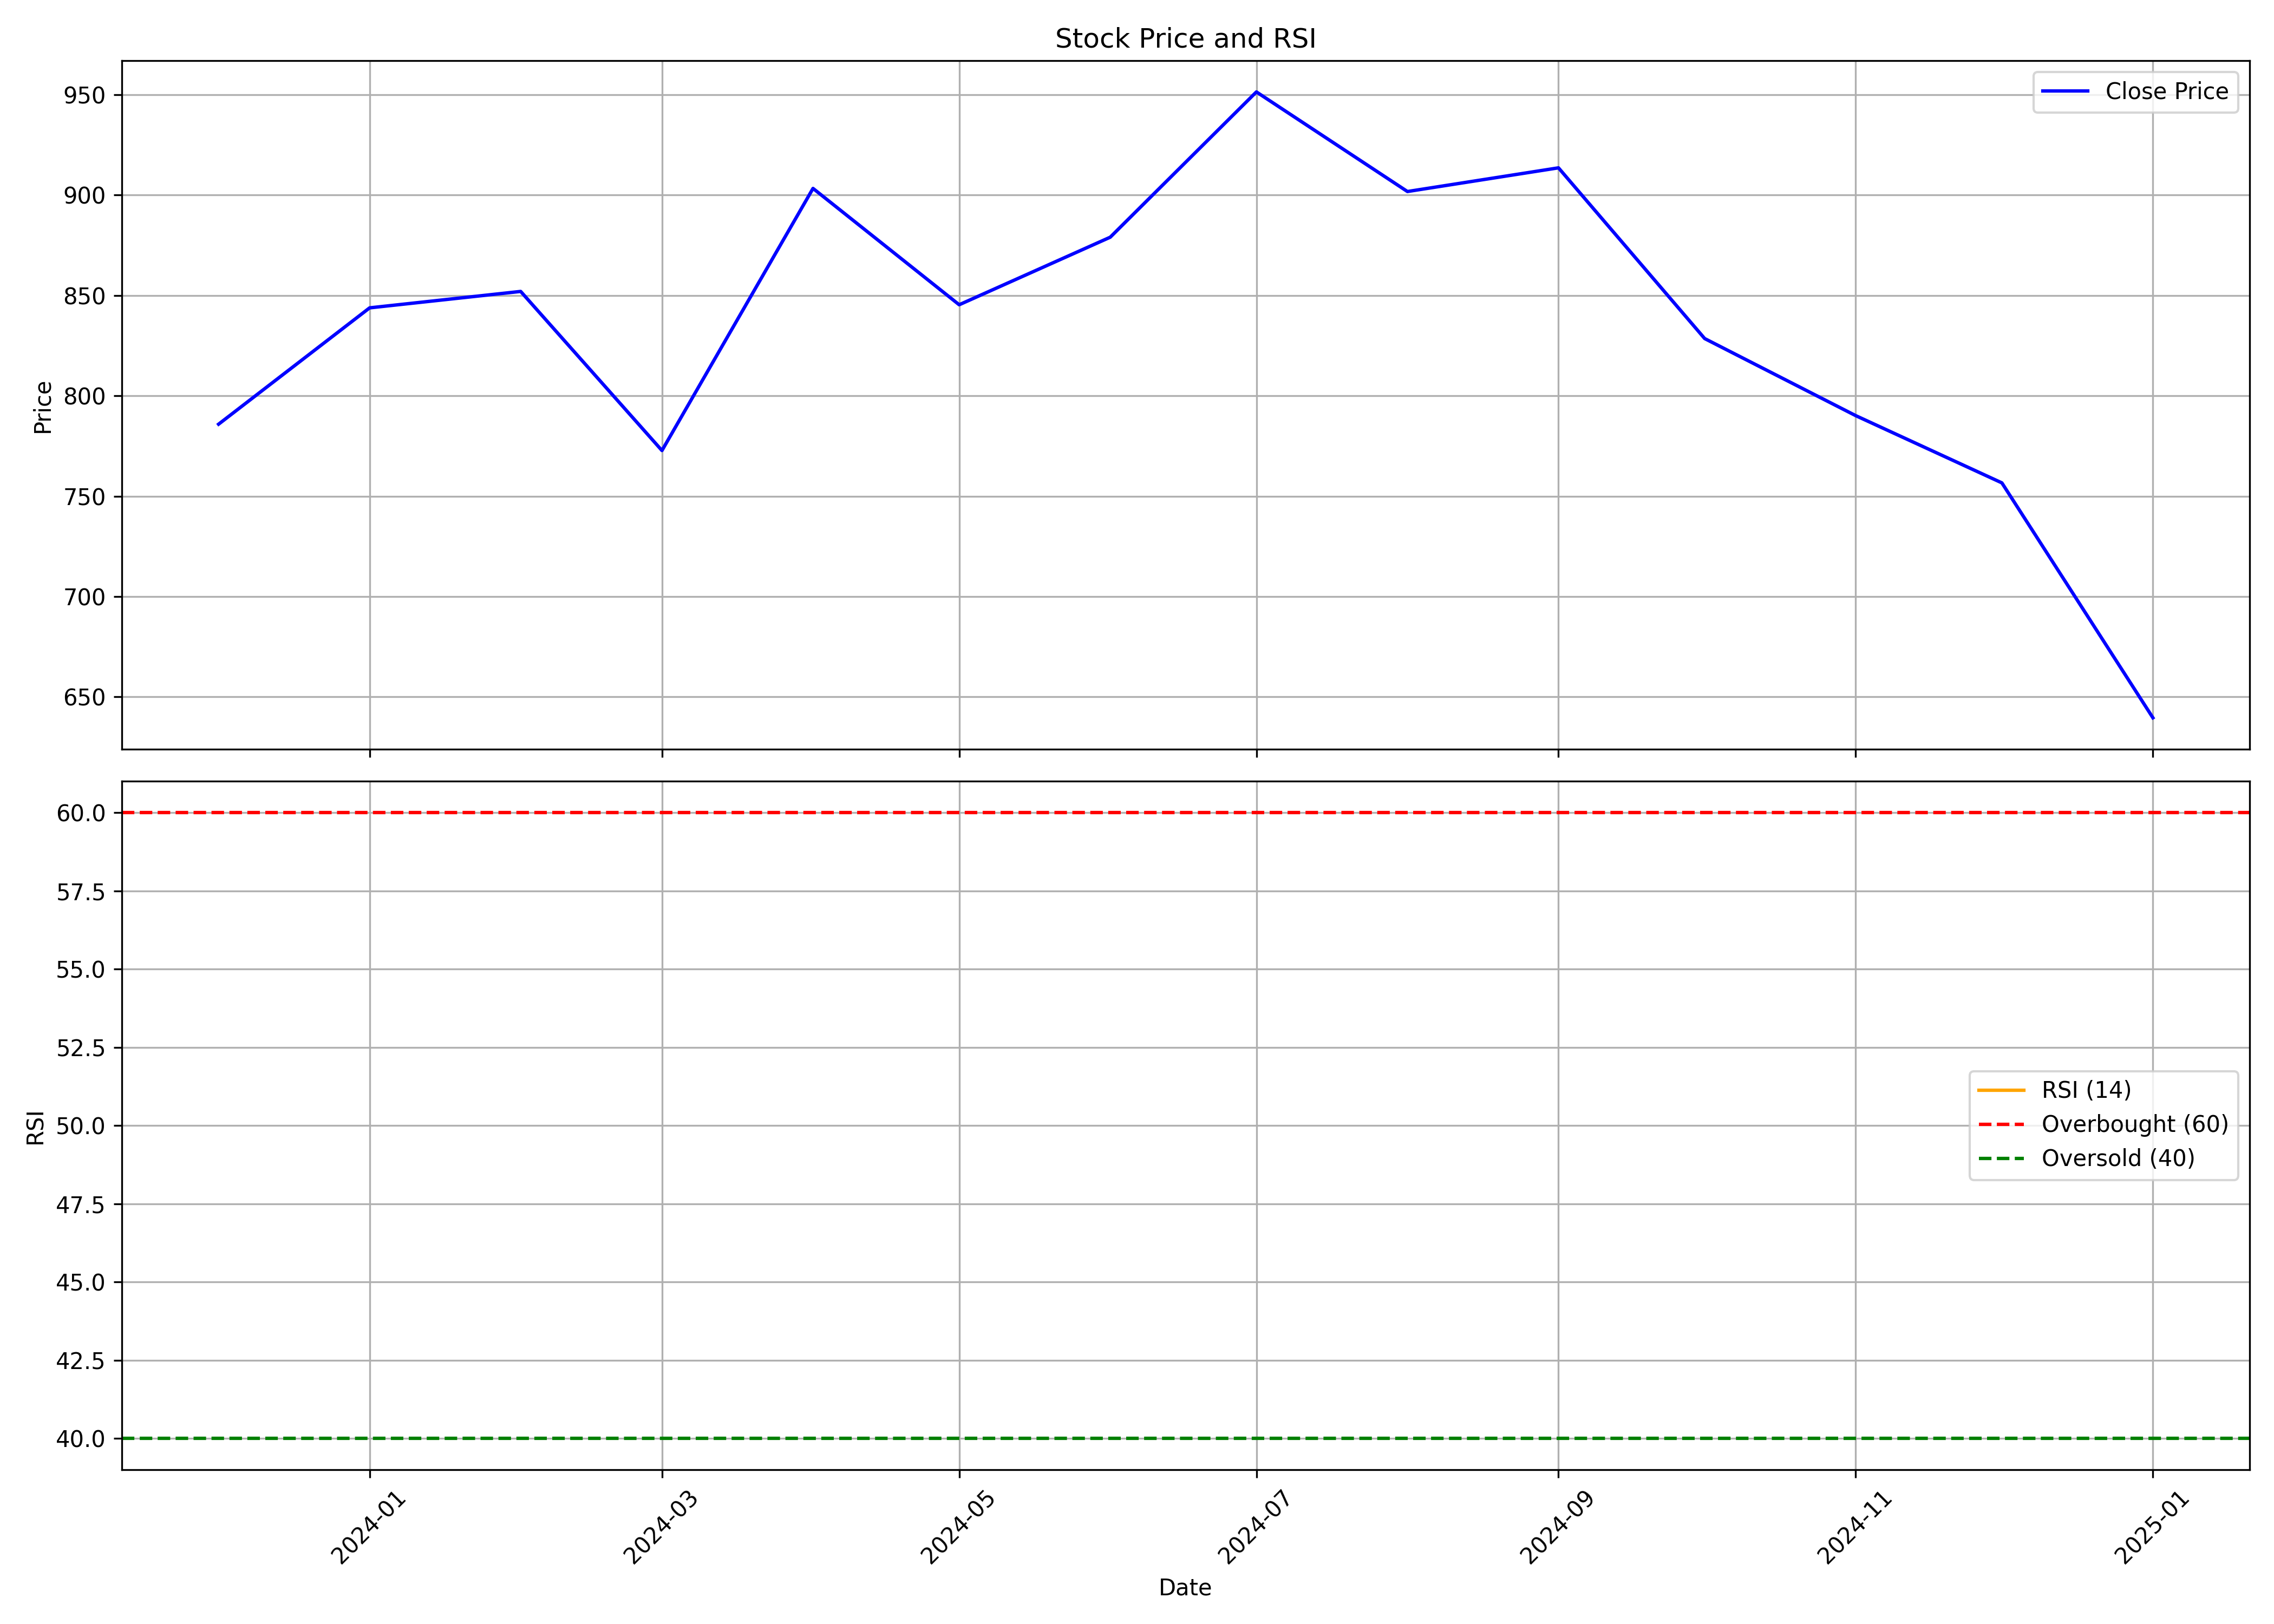 Stock Price and RSI
Close Price
950
900
850
800
750
700
650
Price
60.0
57.5
55.0
52.5
50.0
47.5
45.0
42.5
40.0
RSI
RSI (14)
Overbought (60)
Oversold (40)
2024-01
2024-03
2024-05
2024-07
2024-09
2024-11
2025-01
Date